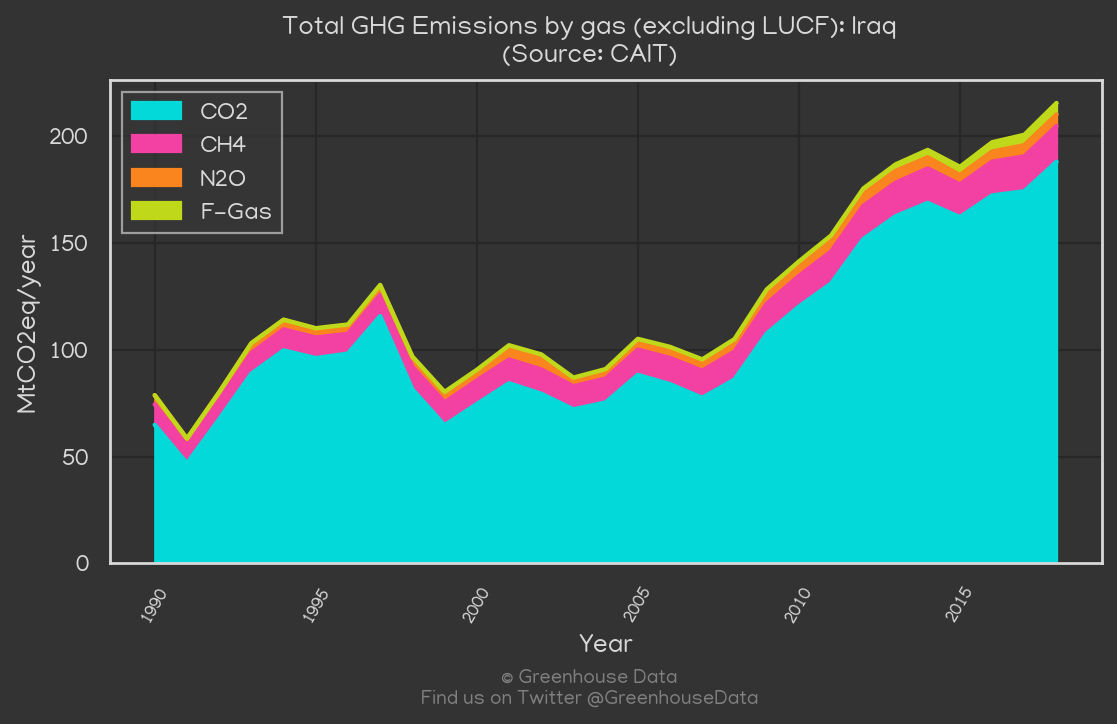 Total GHG Emissions by gas (excluding LUCF): Iraq
(Source: CAIT)
CO2
CH4
N2O
F-Gas
MtCO2eq/year
200
150
100
50
0
1990
1995
2000
2005
2010
2015
Year
© Greenhouse Data
Find us on Twitter @GreenhouseData